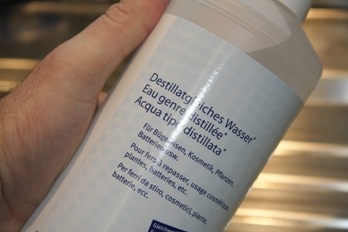 Destillatgleiches Wasser*
Eau genre distillée*
Acqua tipo distillata*
Für Bügeleisen, Kosmetik, Pflanzen,
Batterien usw.
Pour fers à repasser, usage cosmétique,
plantes, batteries, etc.
Per ferri da stiro, cosmetici, piante,
batterie, ecc.